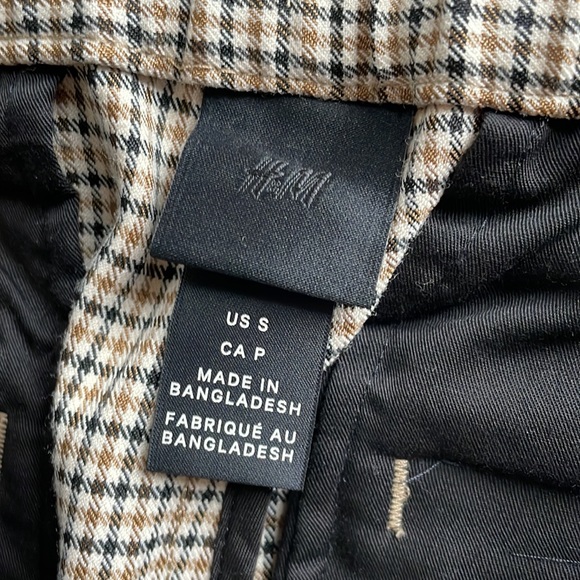 H&M
US S
CA P
MADE IN
BANGLADESH
FABRIQUÉ AU
BANGLADESH